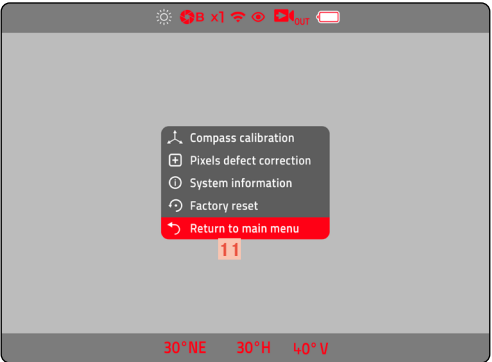 B x1 OUT
Compass calibration
Pixels defect correction
System information
Factory reset
Return to main menu
11
30°NE 30°H 40°V